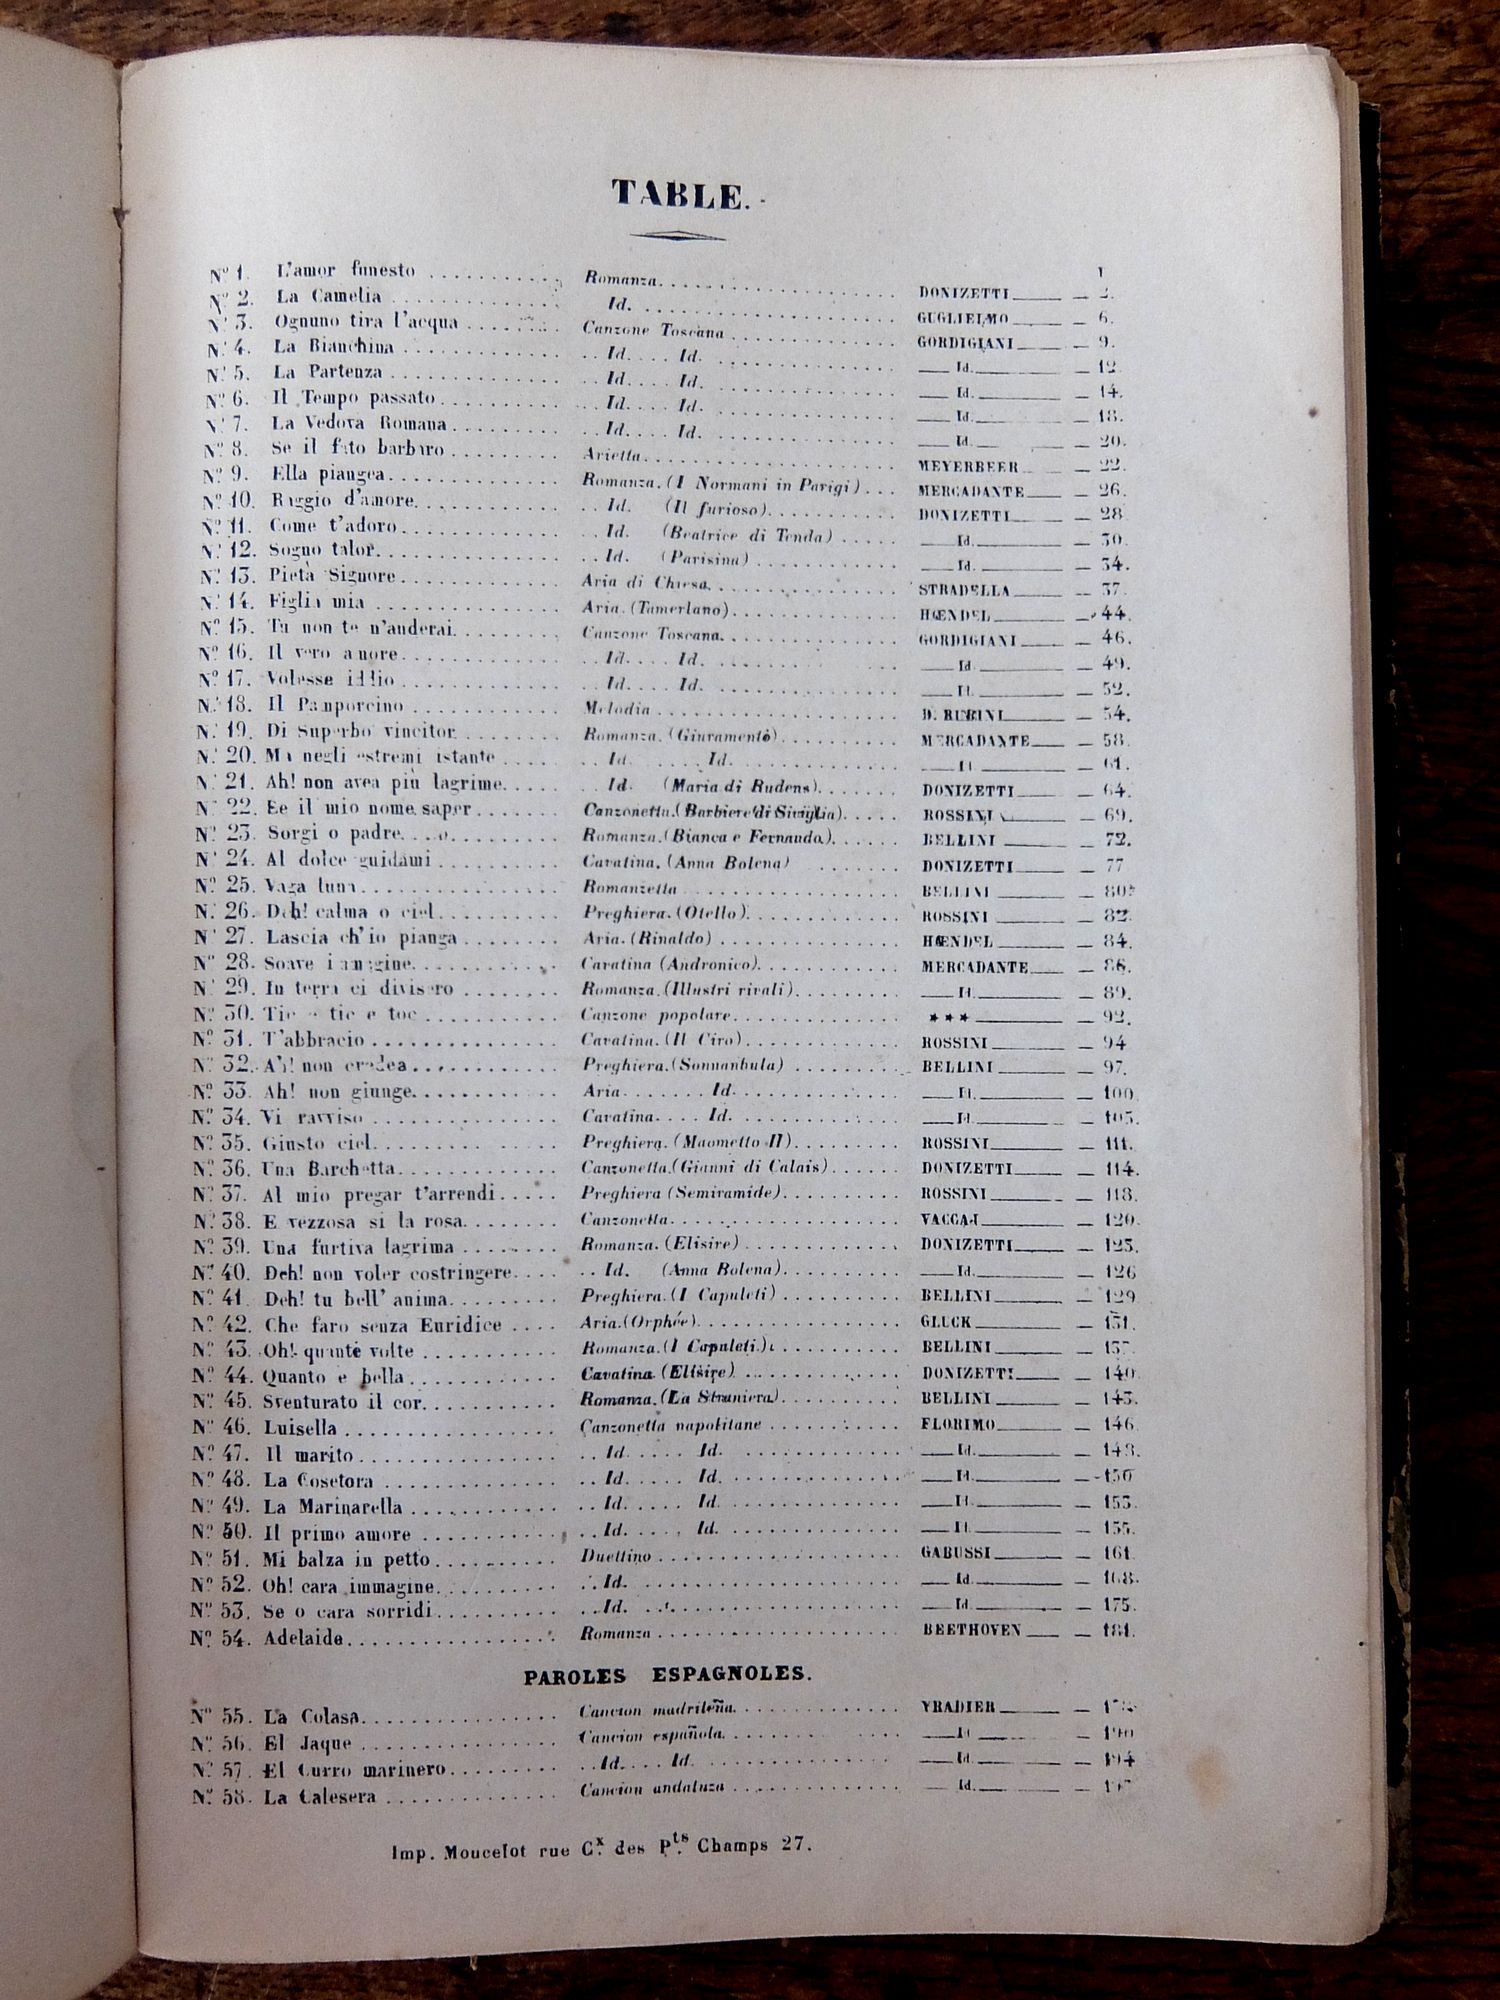 TABLE.
Nº 1. L'amor funesto Romanza. DONIZETTI 1
Nº 2. La Camelia Id. GUGLIELMO 2.
Nº 3. Ognuno tira l'acqua Canzone Toscana GORDIGIANI 6.
Nº 4. La Bianchina Id. Id. Id. 9.
Nº 5. La Partenza Id. Id. Id. 12.
Nº 6. Il Tempo passato Id. Id. Id. 14.
Nº 7. La Vedova Romana Id. Id. Id. 18.
Nº 8. Se il fato barbaro Arietta MEYERBEER 20.
Nº 9. Ella piangea Romanza. (I Normani in Parigi) MERCADANTE 22.
Nº 10. Raggio d'amore. Id. (Il furioso) DONIZETTI 26.
Nº 11. Come t'adoro Id. (Beatrice di Tenda) Id. 28.
Nº 12. Sogno talor. Id. (Parisina) Id. 30.
Nº 13. Pietà Signore Aria di Chiesa. STRADELLA 34.
Nº 14. Figlia mia Aria. (Tamerlano) HŒNDEL 37.
Nº 15. Tu non te n'anderai. Canzone Toscana. GORDIGIANI 44.
Nº 16. Il vero amore Id. Id. Id. 46.
Nº 17. Volesse iddio Id. Id. Id. 49.
Nº 18. Il Pamporcino Melodia D. RUBINI 52.
Nº 19. Di Superbo vincitor. Romanza. (Giuramento) MERCADANTE 54.
Nº 20. Ma negli estremi istante Id. Id. Id. 58.
Nº 21. Ah! non avea più lagrime. Id. (Maria di Rudens) DONIZETTI 61.
Nº 22. Ee il mio nome saper Canzonetta. (Barbiere di Siviglia) ROSSINI 64.
Nº 23. Sorgi o padre. Romanza. (Bianca e Fernando) BELLINI 69.
Nº 24. Al dolce guidami Cavatina. (Anna Bolena) DONIZETTI 72.
Nº 25. Vaga luna Romanzetta BELLINI 77
Nº 26. Deh! calma o ciel. Preghiera. (Otello) ROSSINI 80.
Nº 27. Lascia ch'io pianga Aria. (Rinaldo) HŒNDEL 82.
Nº 28. Soave immagine. Cavatina (Andronico). MERCADANTE 84.
Nº 29. In terra ci divisero Romanza. (Illustri rivali) Id. 86.
Nº 30. Tic e tic e toc Canzone popolare. *** 89.
Nº 31. T'abbracio Cavatina. (Il Ciro) ROSSINI 92.
Nº 32. Ah! non credea Preghiera. (Sonnanbula) BELLINI 94
Nº 33. Ah! non giunge. Aria Id. Id. 97.
Nº 34. Vi ravviso Cavatina. Id. Id. 100.
Nº 35. Giusto ciel. Preghiera. (Maometto II) ROSSINI 105.
Nº 36. Una Barchetta. Canzonetta. (Gianni di Calais) DONIZETTI 111.
Nº 37. Al mio pregar t'arrendi Preghiera (Semiramide) ROSSINI 114.
Nº 38. E vezzosa si la rosa. Canzonetta. VACCAJ 118.
Nº 39. Una furtiva lagrima Romanza. (Elisire) DONIZETTI 120.
Nº 40. Deh! non voler costringere. Id. (Anna Bolena) Id. 123.
Nº 41. Deh! tu bell' anima. Preghiera. (I Capuleti) BELLINI 126
Nº 42. Che faro senza Euridice Aria. (Orphée) GLUCK 129
Nº 43. Oh! quante volte Romanza. (I Capuleti.) BELLINI 131.
Nº 44. Quanto e bella Cavatina. (Elisire) DONIZETTI 137.
Nº 45. Sventurato il cor. Romanza. (La Straniera) BELLINI 140.
Nº 46. Luisella Canzonetta napolitane FLORIMO 143.
Nº 47. Il marito Id. Id. Id. 146.
Nº 48. La Cosetora Id. Id. Id. 148.
Nº 49. La Marinarella Id. Id. Id. 150
Nº 50. Il primo amore Id. Id. Id. 153.
Nº 51. Mi balza in petto Duettino GABUSSI 155.
Nº 52. Oh! cara immagine. Id. Id. 161.
Nº 53. Se o cara sorridi Id. Id. 168.
Nº 54. Adelaide Romanza BEETHOVEN 175.
181.
PAROLES ESPAGNOLES.
Nº 55. La Colasa. Cancion madrileña. YRADIER
Nº 56. El Jaque Cancion española. Id. 190
Nº 57. El Curro marinero Id. Id. Id. 194
Nº 58. La Calesera Cancion andaluza Id.
Imp. Moucelot rue Cx. des Pts. Champs 27.